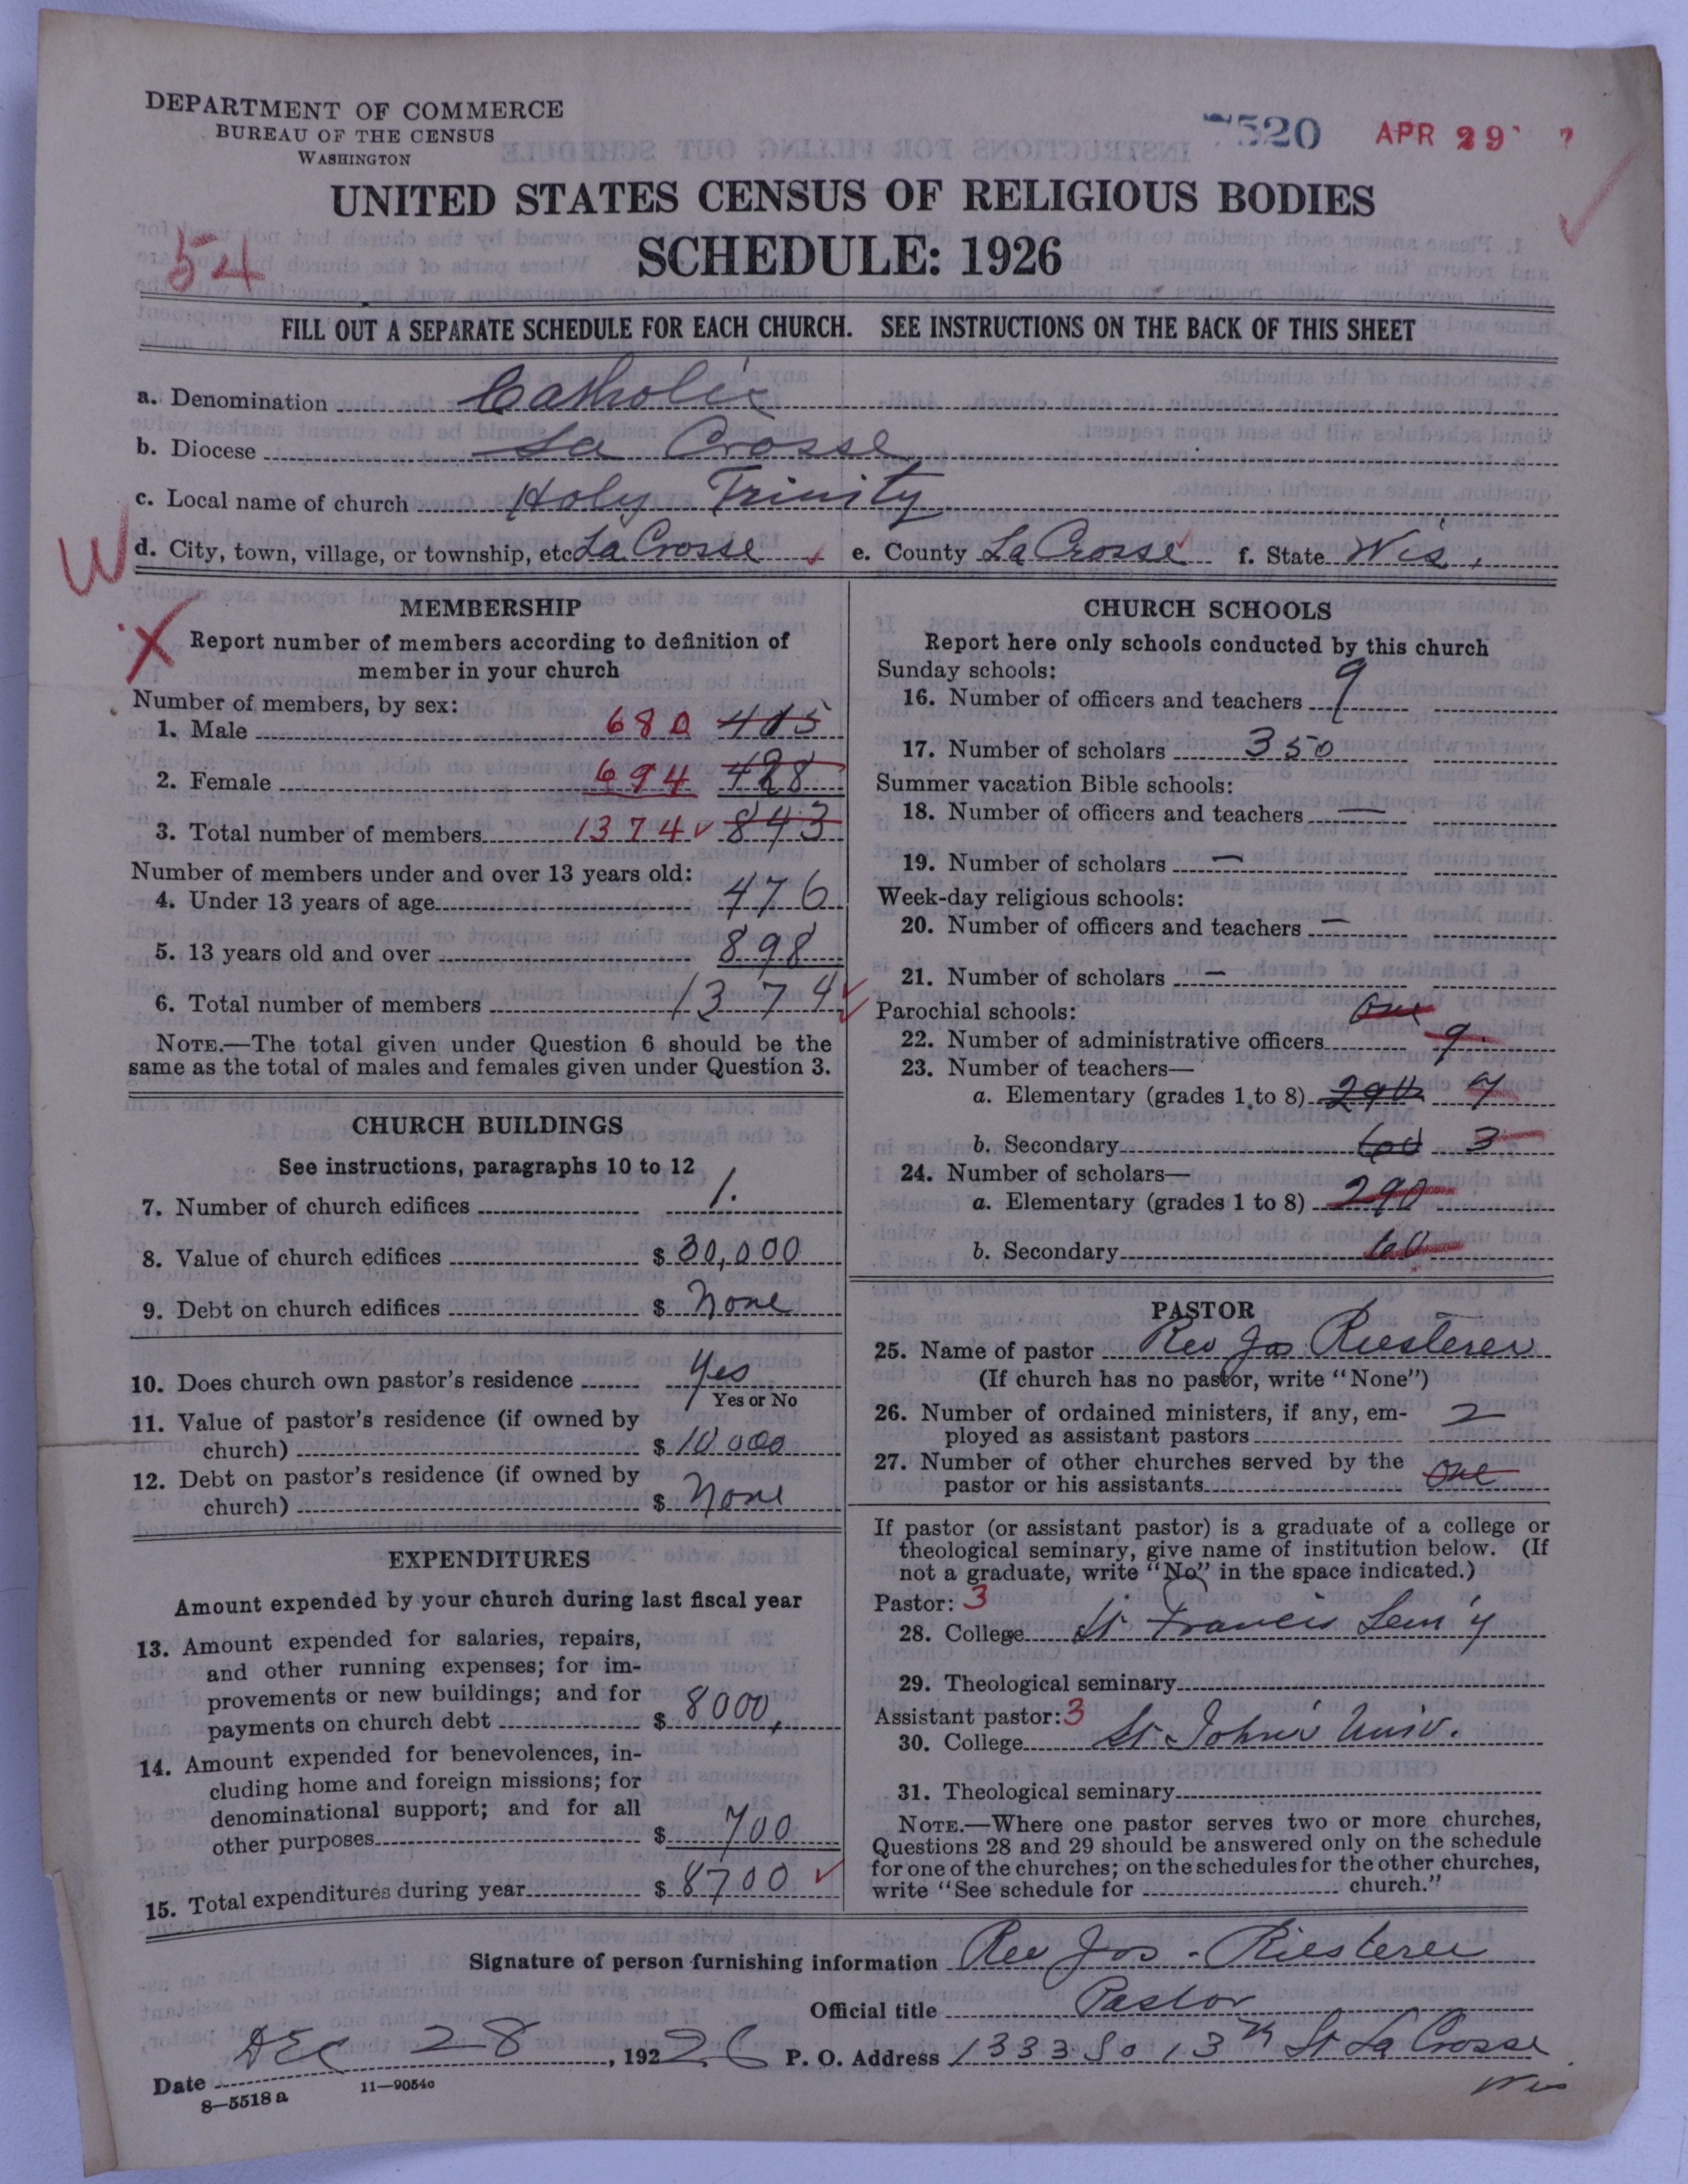 DEPARTMENT OF COMMERCE
BUREAU OF THE CENSUS
WASHINGTON
7520 APR 29
UNITED STATES CENSUS OF RELIGIOUS BODIES
54
SCHEDULE: 1926
FILL OUT A SEPARATE SCHEDULE FOR EACH CHURCH. SEE INSTRUCTIONS ON THE BACK OF THIS SHEET
a. Denomination Catholic
b. Diocese La Crosse
c. Local name of church Holy Trinity
W
d. City, town, village, or township, etc. La Crosse e. County La Crosse f. State Wis.
MEMBERSHIP
X
Report number of members according to definition of
member in your church
Number of members, by sex:
1. Male 680 415
2. Female 694 428
3. Total number of members 1374 843
Number of members under and over 13 years old:
4. Under 13 years of age 476
5. 13 years old and over 898
6. Total number of members 1374
NOTE.—The total given under Question 6 should be the
same as the total of males and females given under Question 3.
CHURCH BUILDINGS
See instructions, paragraphs 10 to 12
7. Number of church edifices 1.
8. Value of church edifices $ 30,000
9. Debt on church edifices $ None
10. Does church own pastor's residence Yes
Yes or No
11. Value of pastor's residence (if owned by
church) $ 10000
12. Debt on pastor's residence (if owned by
church) $ None
EXPENDITURES
Amount expended by your church during last fiscal year
13. Amount expended for salaries, repairs,
and other running expenses; for im-
provements or new buildings; and for
payments on church debt $ 8000,
14. Amount expended for benevolences, in-
cluding home and foreign missions; for
denominational support; and for all
other purposes $ 700
15. Total expenditures during year $ 8700
CHURCH SCHOOLS
Report here only schools conducted by this church
Sunday schools:
16. Number of officers and teachers 9
17. Number of scholars 350
Summer vacation Bible schools:
18. Number of officers and teachers —
19. Number of scholars —
Week-day religious schools:
20. Number of officers and teachers —
21. Number of scholars —
Parochial schools: one
22. Number of administrative officers 9
23. Number of teachers—
a. Elementary (grades 1 to 8) 290 7
b. Secondary 60 3
24. Number of scholars—
a. Elementary (grades 1 to 8) 290
b. Secondary 60
PASTOR
25. Name of pastor Rev Jos Riesterer
(If church has no pastor, write "None")
26. Number of ordained ministers, if any, em-
ployed as assistant pastors 2
27. Number of other churches served by the
pastor or his assistants one
If pastor (or assistant pastor) is a graduate of a college or
theological seminary, give name of institution below. (If
not a graduate, write "No" in the space indicated.)
Pastor: 3
28. College St Francis Sem'y
29. Theological seminary
Assistant pastor: 3
30. College St. John's Univ.
31. Theological seminary
NOTE.—Where one pastor serves two or more churches,
Questions 28 and 29 should be answered only on the schedule
for one of the churches; on the schedules for the other churches,
write "See schedule for church."
Signature of person furnishing information Rev Jos. Riesterer
Official title Pastor
Date Dec 28, 19226 P. O. Address 1333 So 13th St La Crosse
Wis
8—5518a 11—9054c